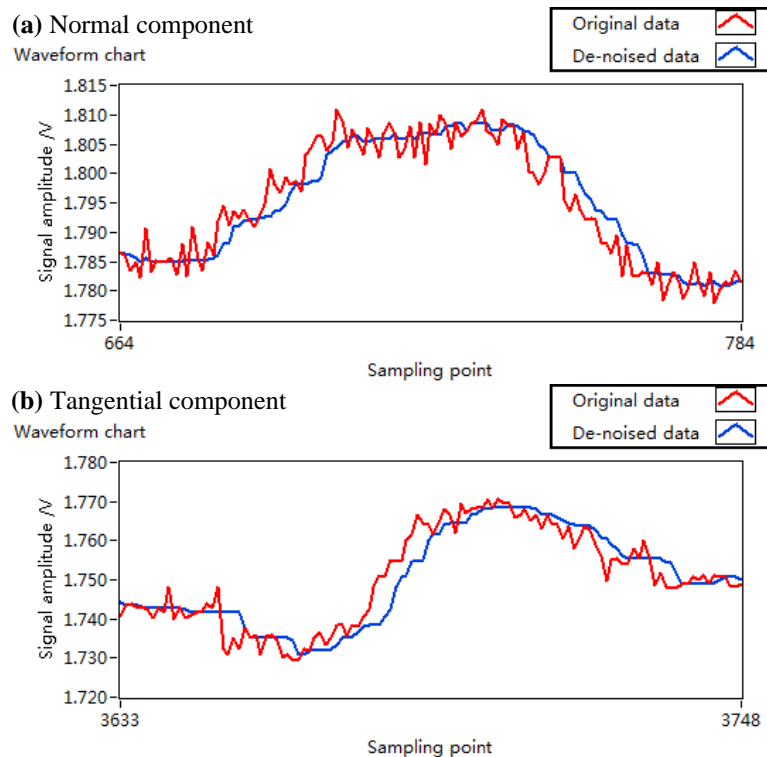 (a) Normal component
Original data
Waveform chart
De-noised data
Signal amplitude /V
1.815
1.810
1.805
1.800
1.795
1.790
1.785
1.780
1.775
664
784
Sampling point
(b) Tangential component
Original data
Waveform chart
De-noised data
Signal amplitude /V
1.780
1.770
1.760
1.750
1.740
1.730
1.720
3633
3748
Sampling point